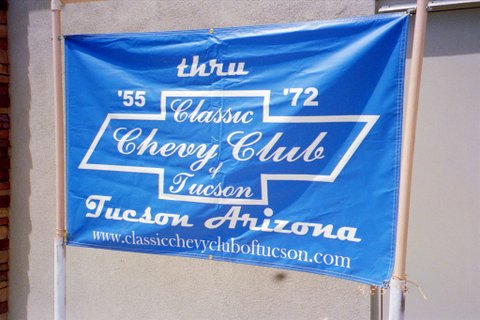 thru
'55 '72
Classic
Chevy Club
of
Tucson
Tucson Arizona
www.classicchevycluboftucson.com